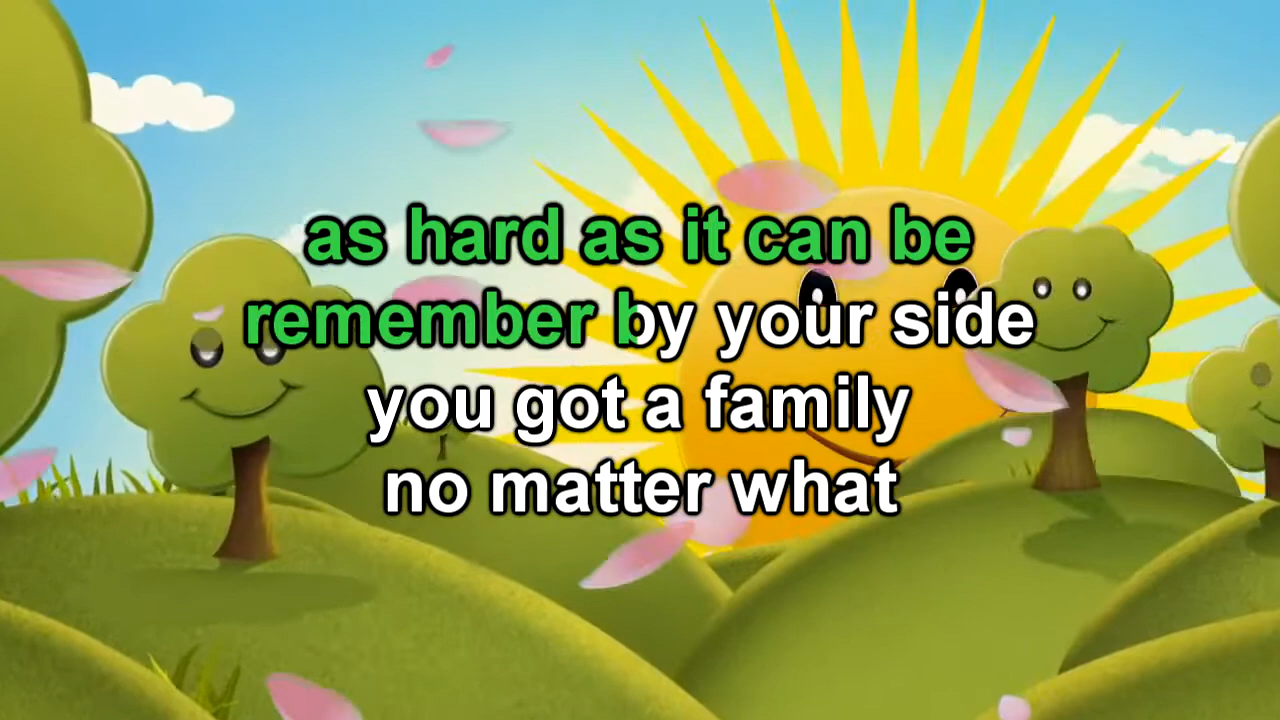 as hard as it can be
remember by your side
you got a family
no matter what